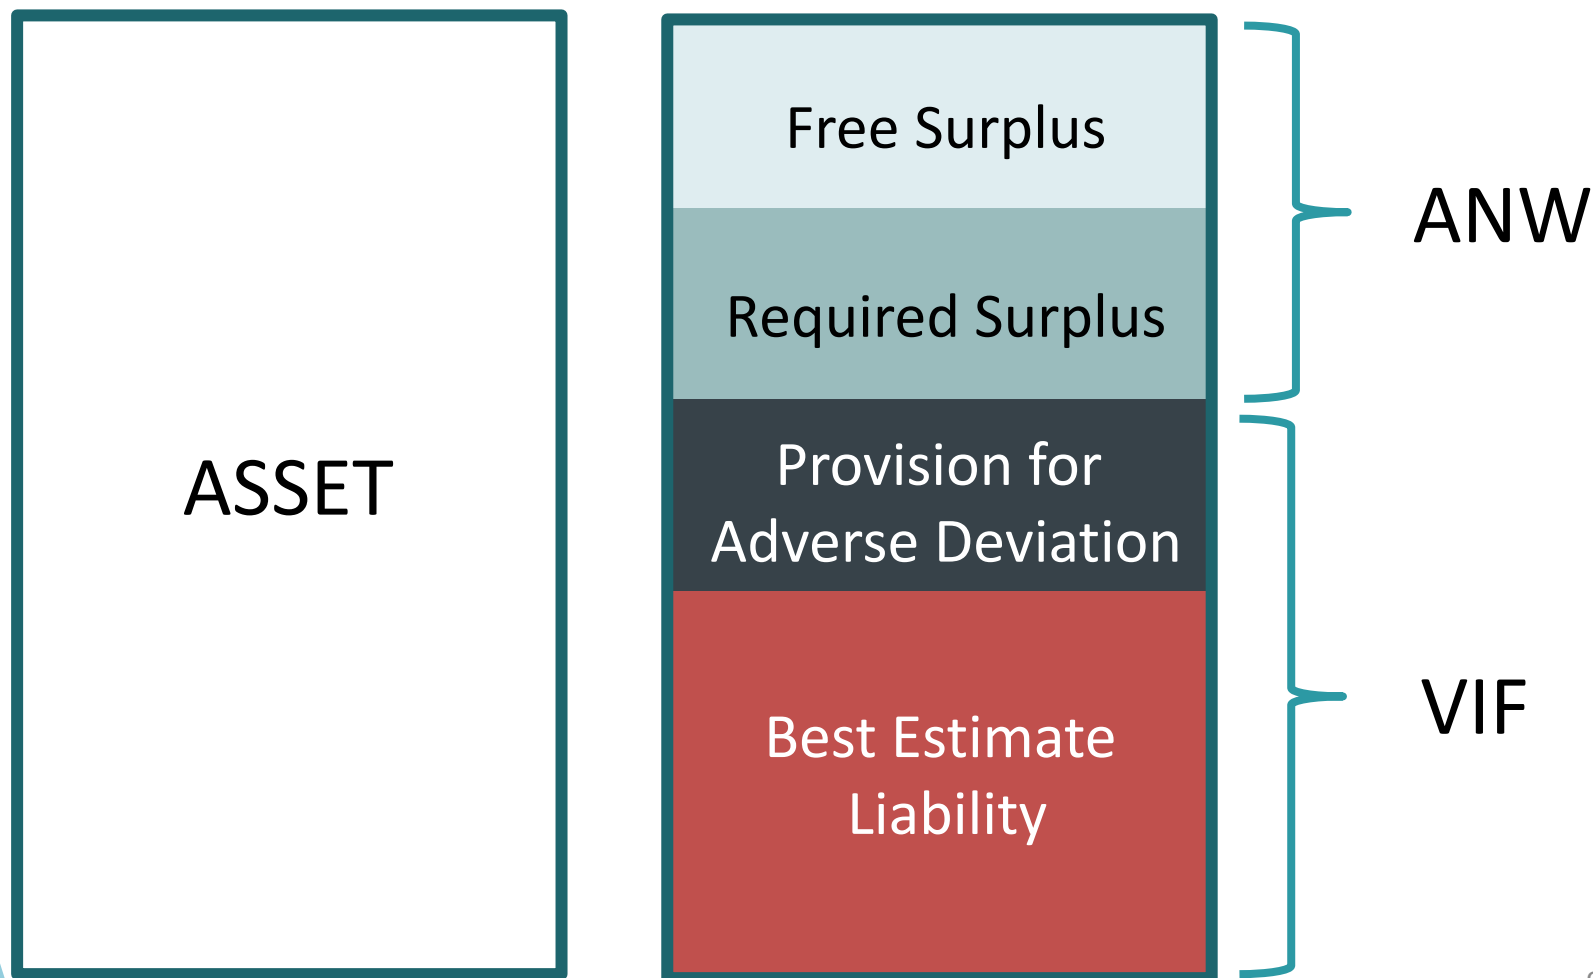 ASSET
Free Surplus
Required Surplus
Provision for
Adverse Deviation
Best Estimate
Liability
ANW
VIF